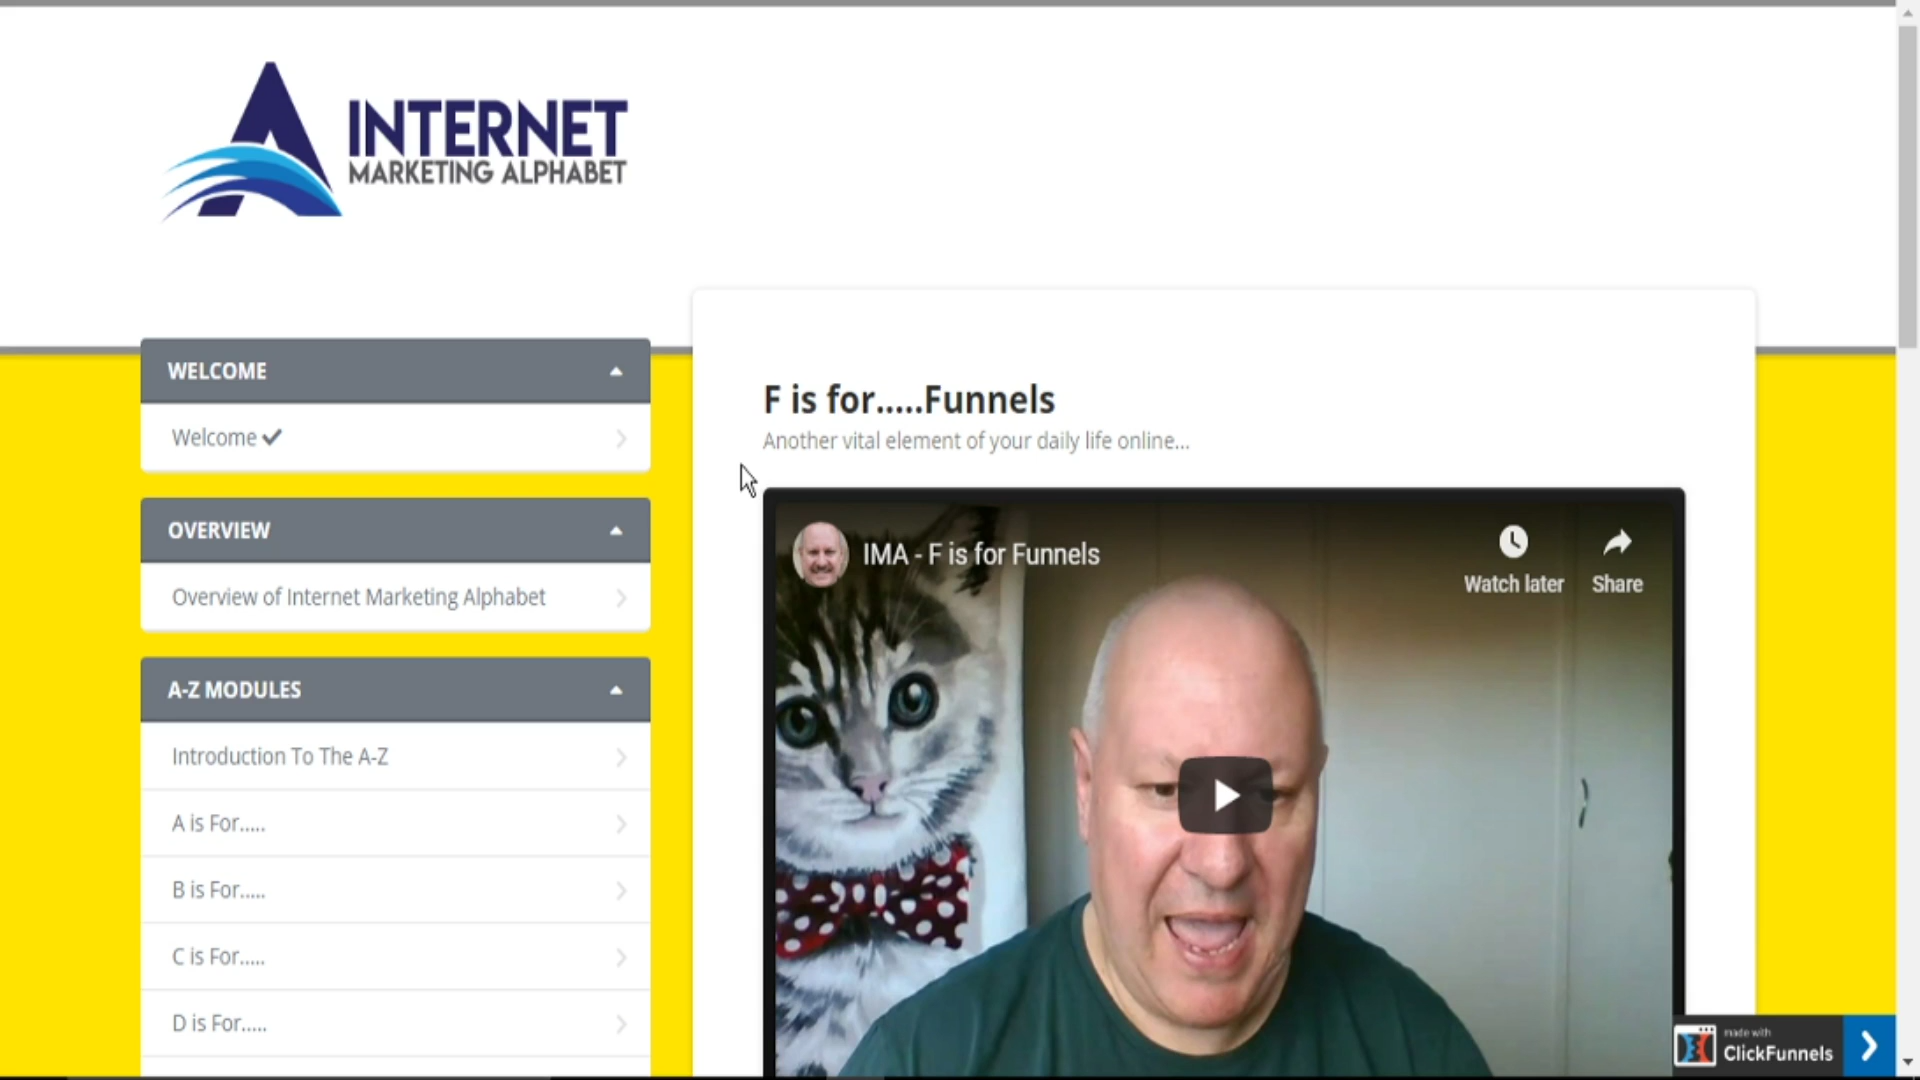 INTERNET
MARKETING ALPHABET
WELCOME
Welcome
OVERVIEW
Overview of Internet Marketing Alphabet
A-Z MODULES
Introduction To The A-Z
A is For.....
B is For.....
C is For.....
D is For.....
F is for.....Funnels
Another vital element of your daily life online...
IMA - F is for Funnels
Watch later
Share
made with
ClickFunnels